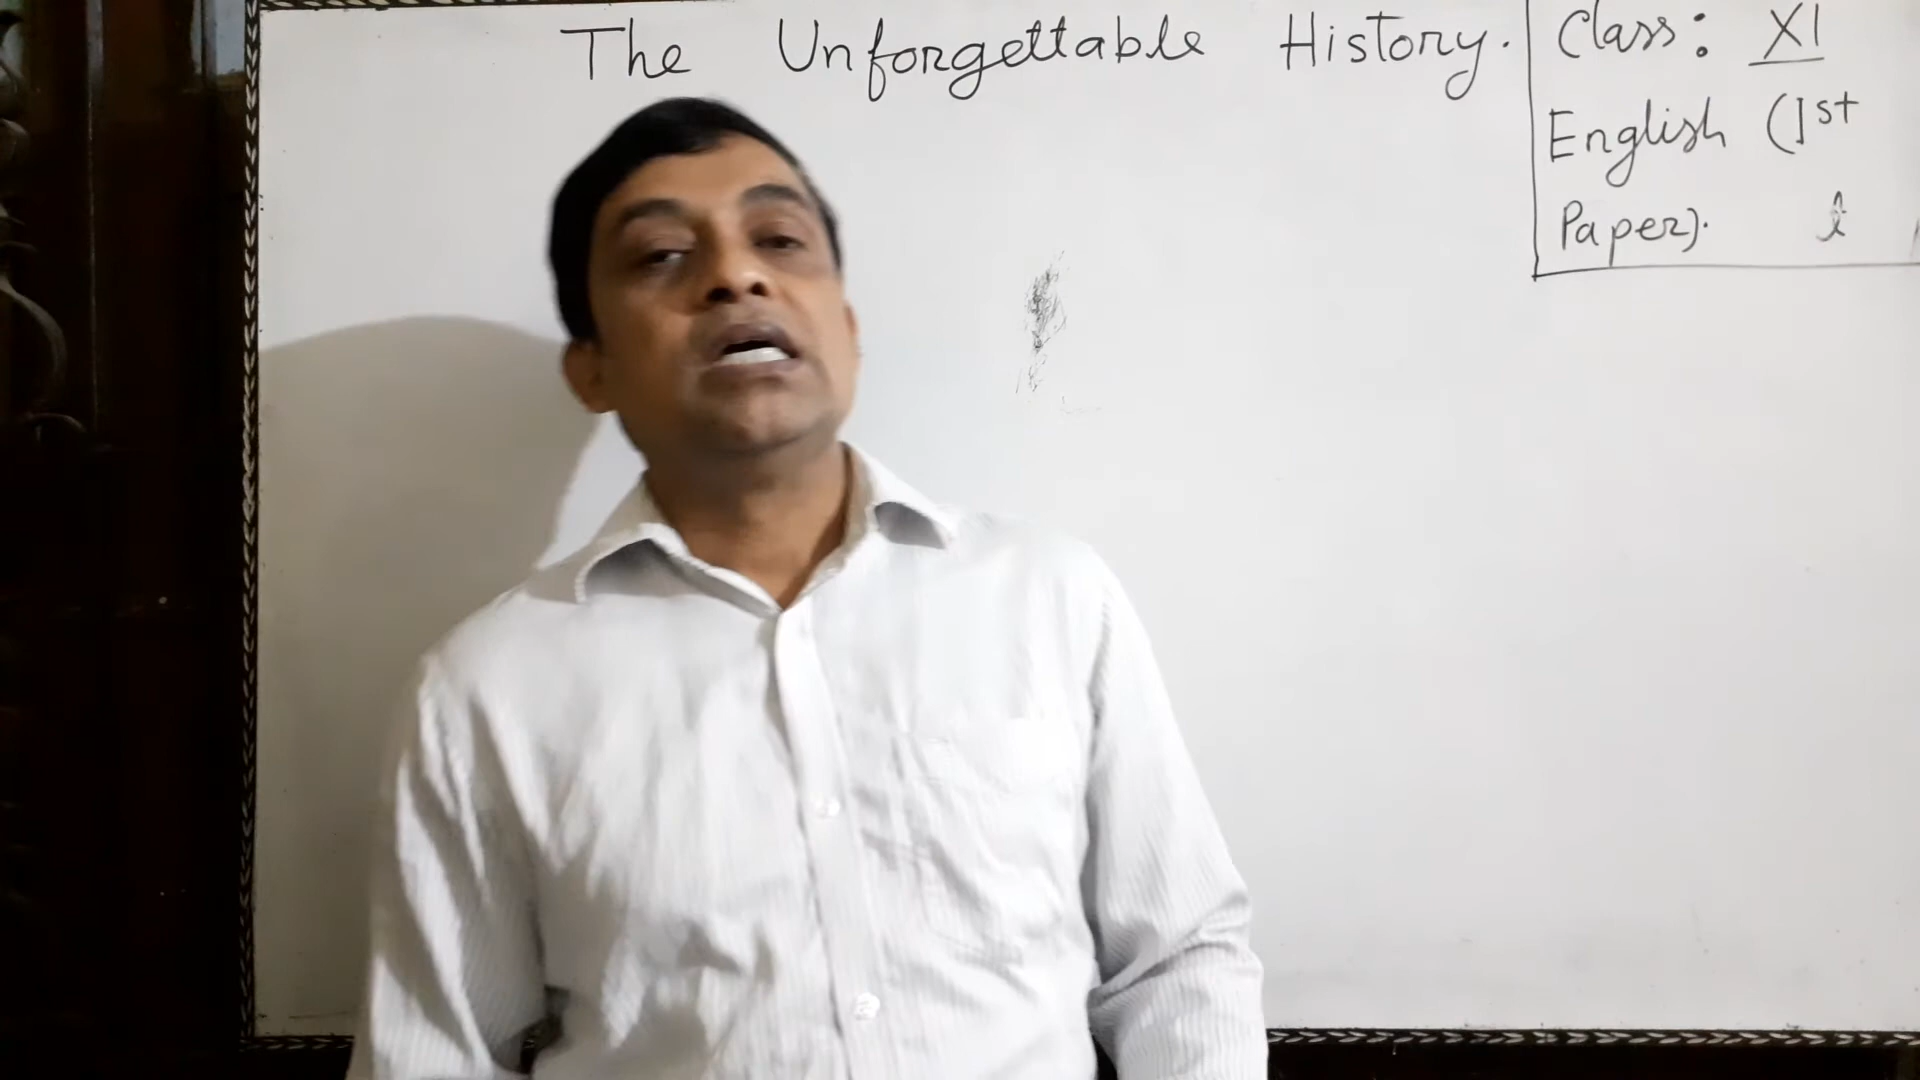 The Unforgettable History.
Class: XI
English (1st
Paper).